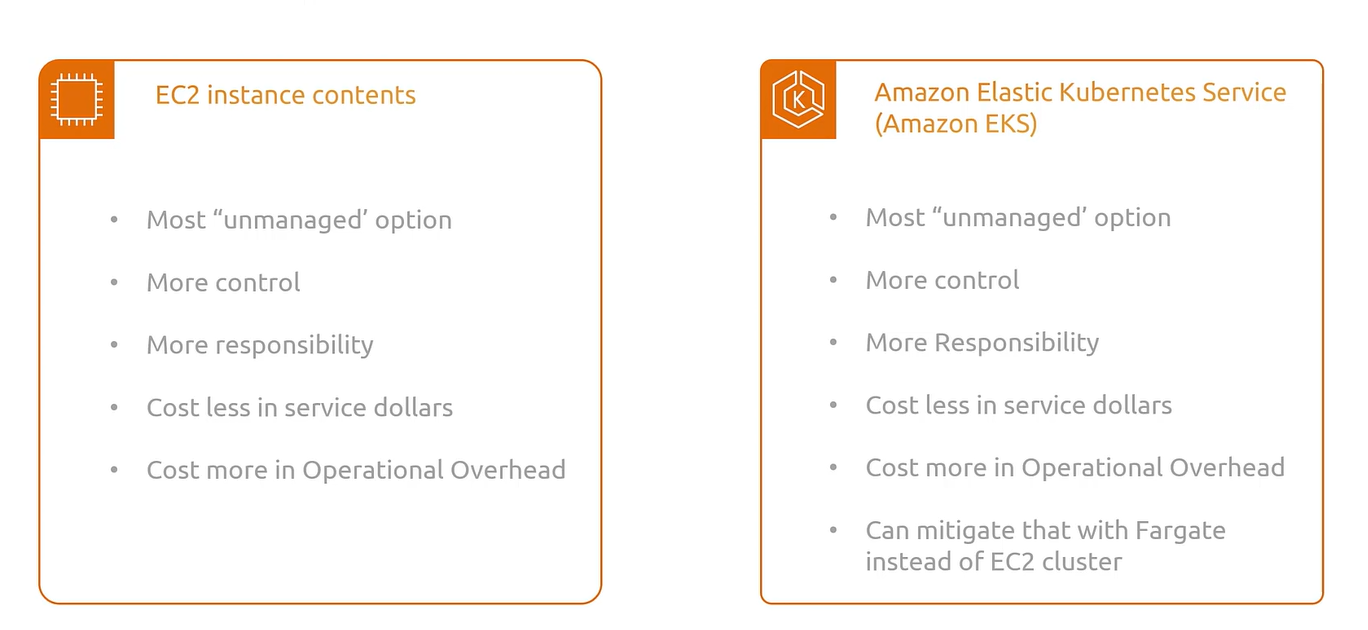 EC2 instance contents
• Most “unmanaged’ option
• More control
• More responsibility
• Cost less in service dollars
• Cost more in Operational Overhead
K
Amazon Elastic Kubernetes Service
(Amazon EKS)
• Most “unmanaged’ option
• More control
• More Responsibility
• Cost less in service dollars
• Cost more in Operational Overhead
• Can mitigate that with Fargate
instead of EC2 cluster